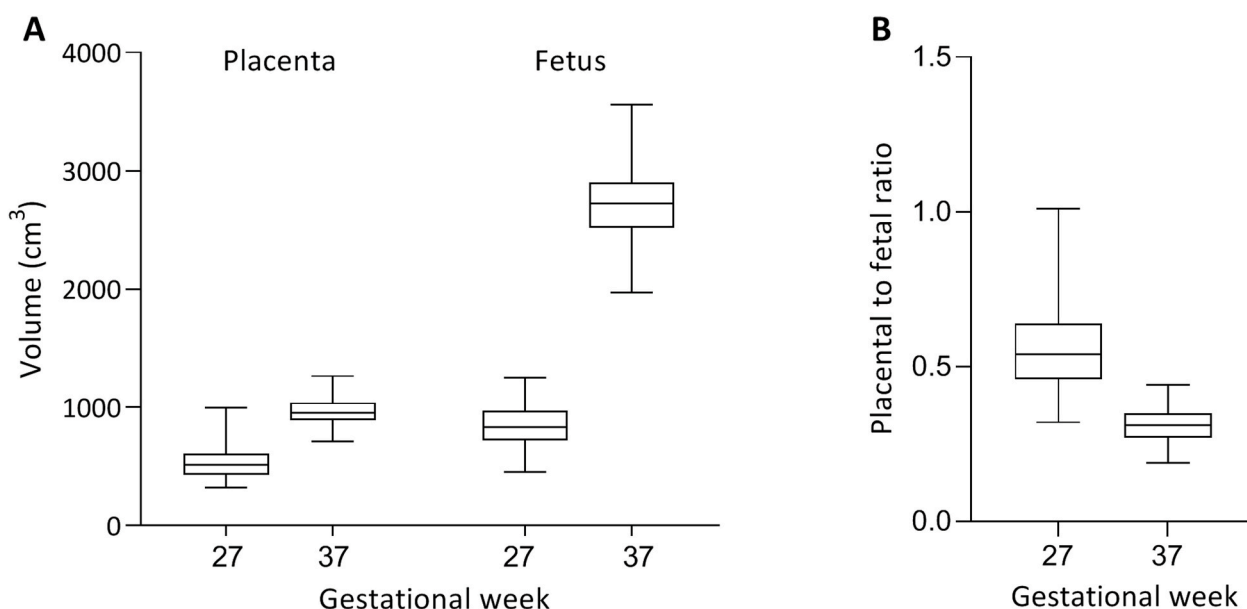 A
Placenta
Fetus
4000
3000
2000
1000
0
Volume (cm³)
27
37
27
37
Gestational week
B
1.5
1.0
0.5
0.0
Placental to fetal ratio
27
37
Gestational week